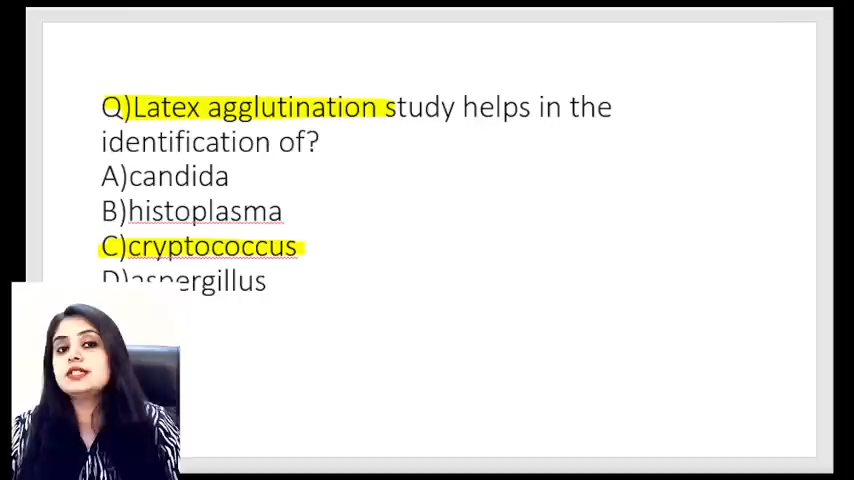 Q)Latex agglutination study helps in the
identification of?
A)candida
B)histoplasma
C)cryptococcus
D)aspergillus